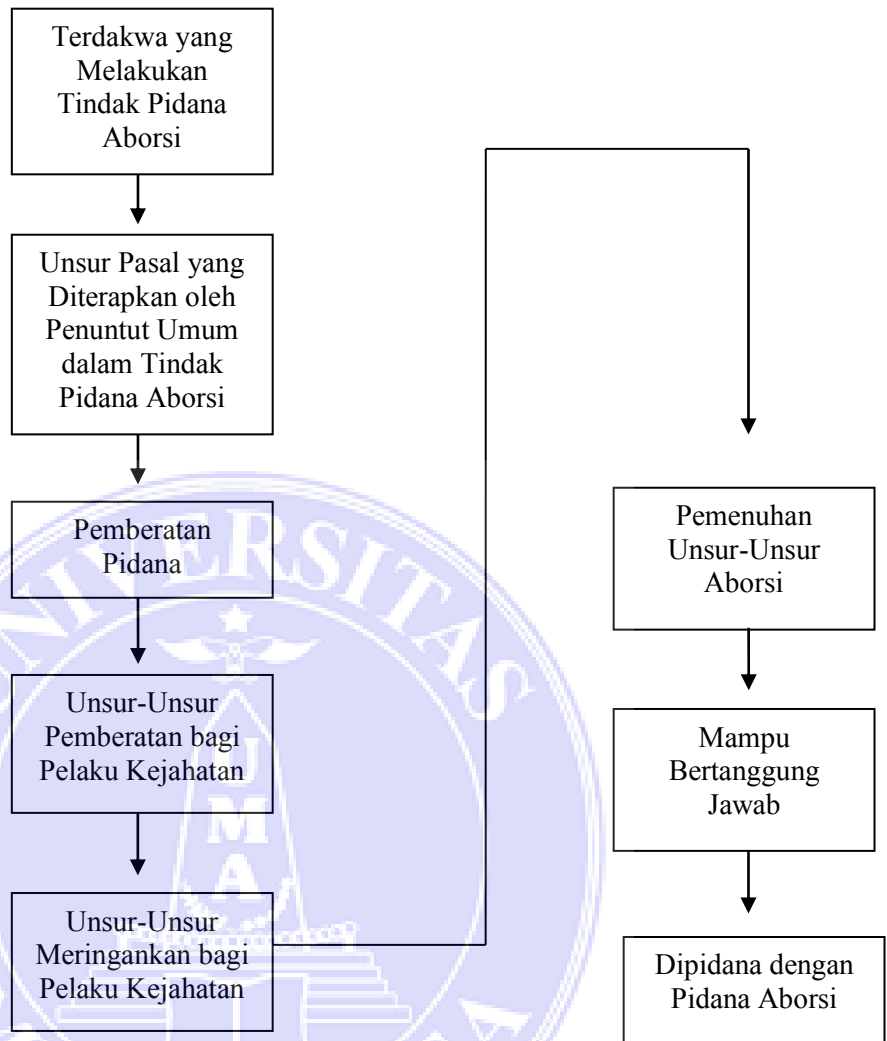 Terdakwa yang
Melakukan
Tindak Pidana
Aborsi
Unsur Pasal yang
Diterapkan oleh
Penuntut Umum
dalam Tindak
Pidana Aborsi
Pemberatan
Pidana
Unsur-Unsur
Pemberatan bagi
Pelaku Kejahatan
Unsur-Unsur
Meringankan bagi
Pelaku Kejahatan
Pemenuhan
Unsur-Unsur
Aborsi
Mampu
Bertanggung
Jawab
Dipidana dengan
Pidana Aborsi
UNIVERSITAS
UMA